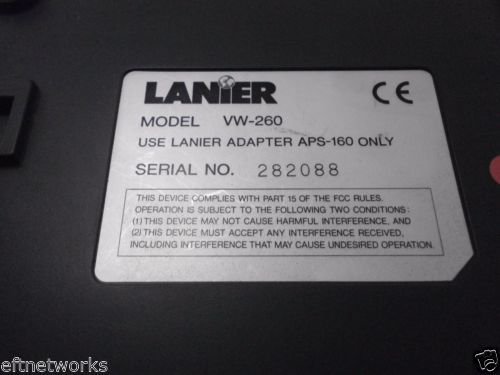 LANIER
CE
MODEL VW-260
USE LANIER ADAPTER APS-160 ONLY
SERIAL NO. 282088
THIS DEVICE COMPLIES WITH PART 15 OF THE FCC RULES.
OPERATION IS SUBJECT TO THE FOLLOWING TWO CONDITIONS:
(1) THIS DEVICE MAY NOT CAUSE HARMFUL INTERFERENCE, AND
(2) THIS DEVICE MUST ACCEPT ANY INTERFERENCE RECEIVED,
INCLUDING INTERFERENCE THAT MAY CAUSE UNDESIRED OPERATION.
eftnetworks